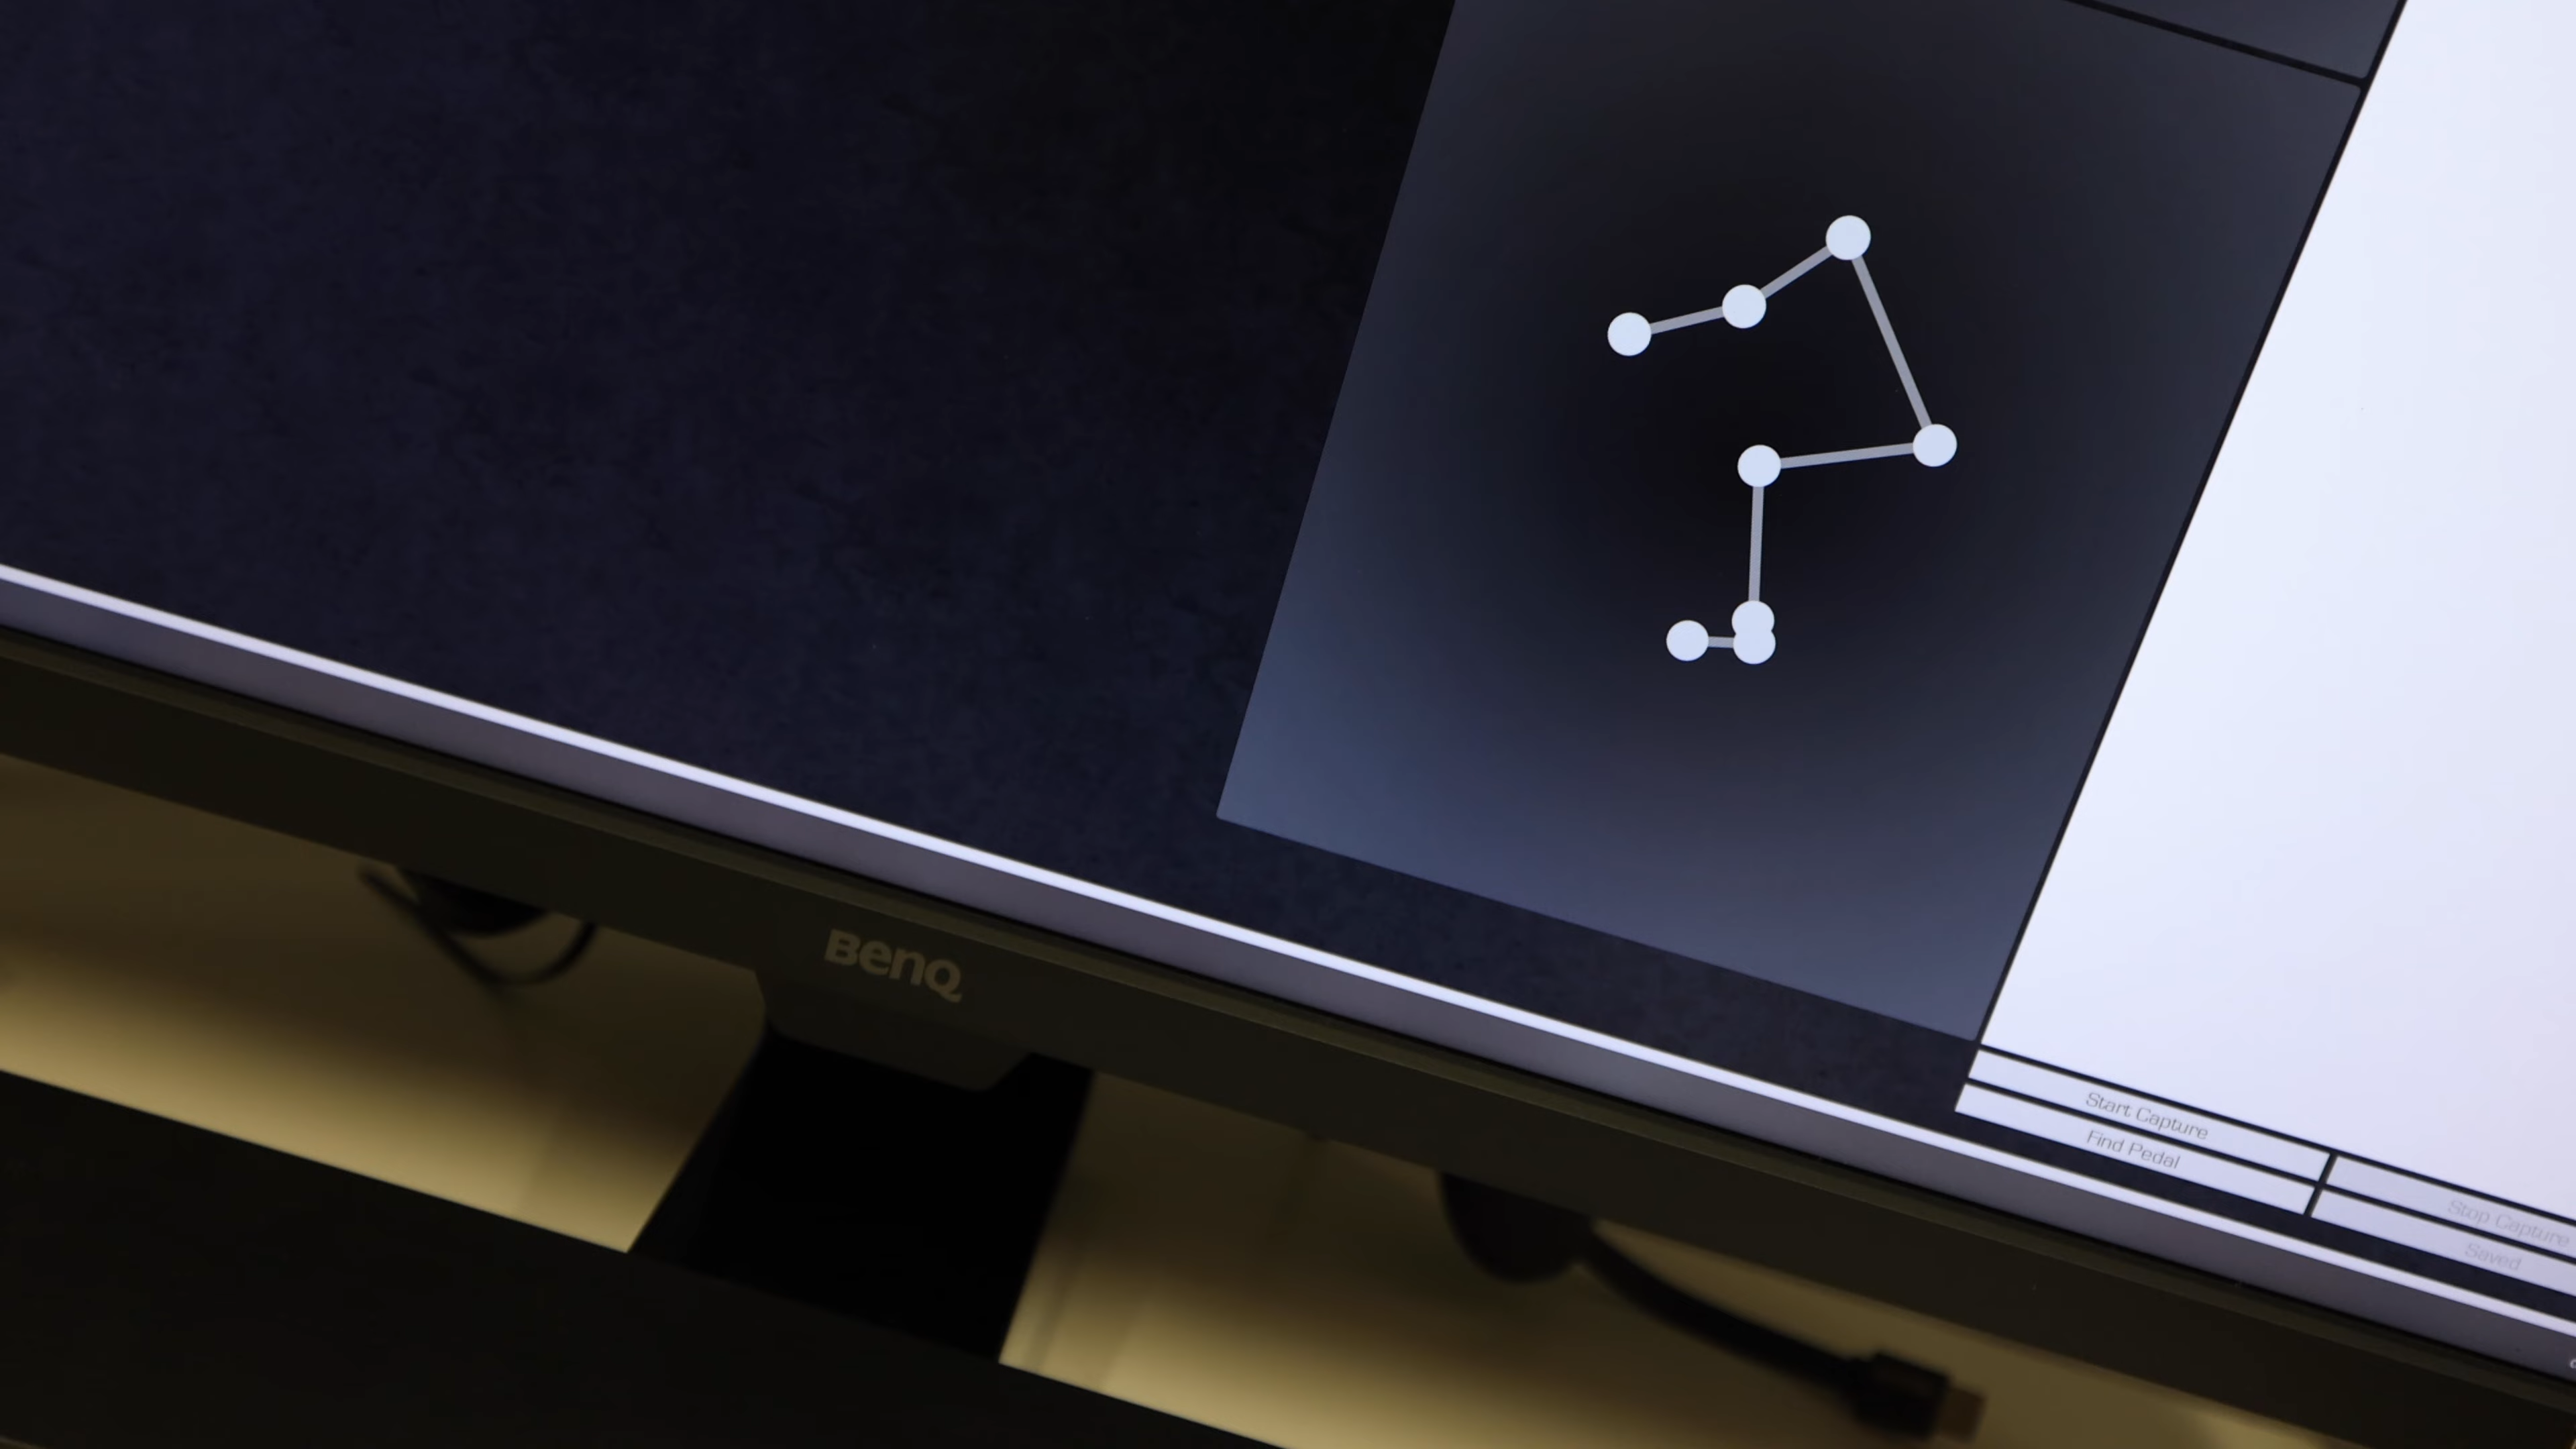 BenQ
Start Capture
Find Pedal
Stop Capture
Saved